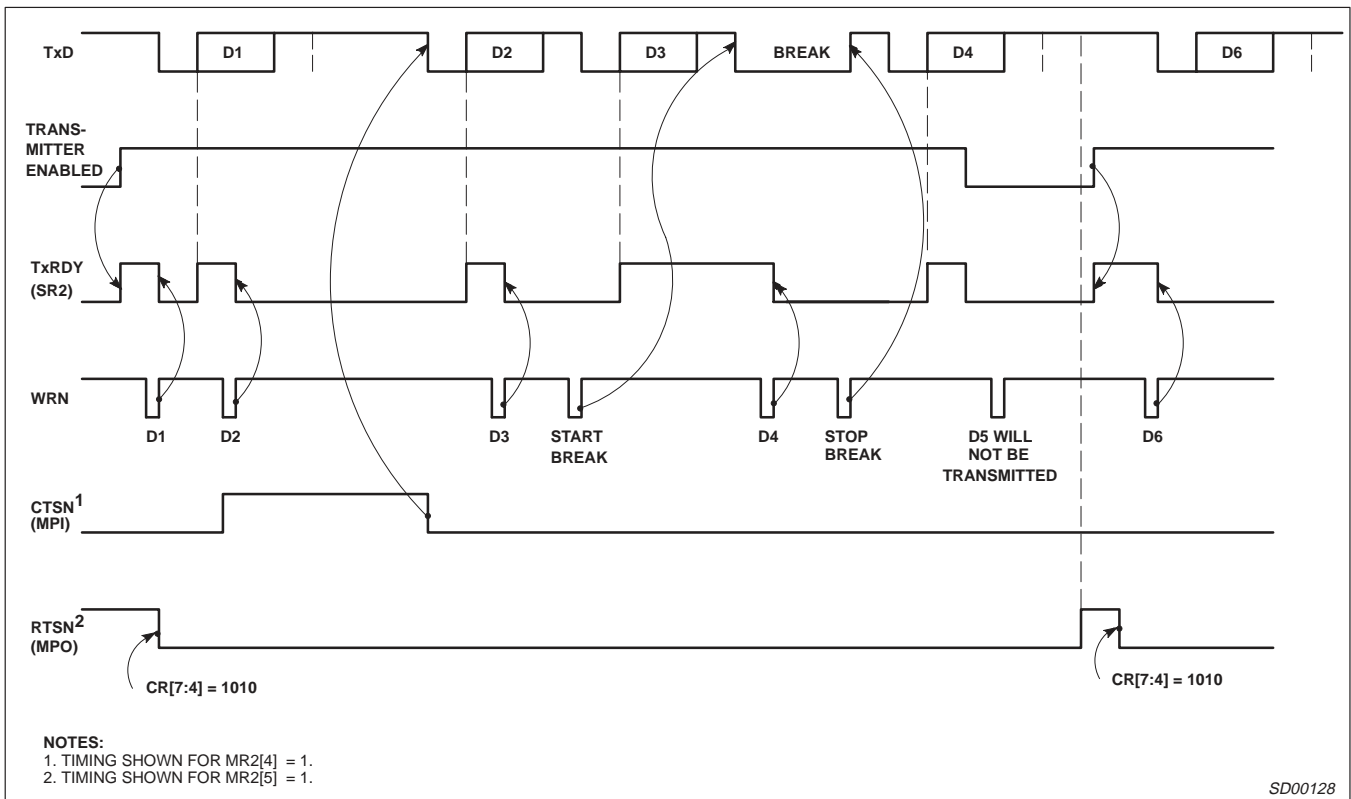 TxD
D1
D2
D3
BREAK
D4
D6
TRANS-
MITTER
ENABLED
TxRDY
(SR2)
WRN
D1
D2
D3
START
BREAK
D4
STOP
BREAK
D5 WILL
NOT BE
TRANSMITTED
D6
CTSN1
(MPI)
RTSN2
(MPO)
CR[7:4] = 1010
CR[7:4] = 1010
NOTES:
1. TIMING SHOWN FOR MR2[4] = 1.
2. TIMING SHOWN FOR MR2[5] = 1.
SD00128